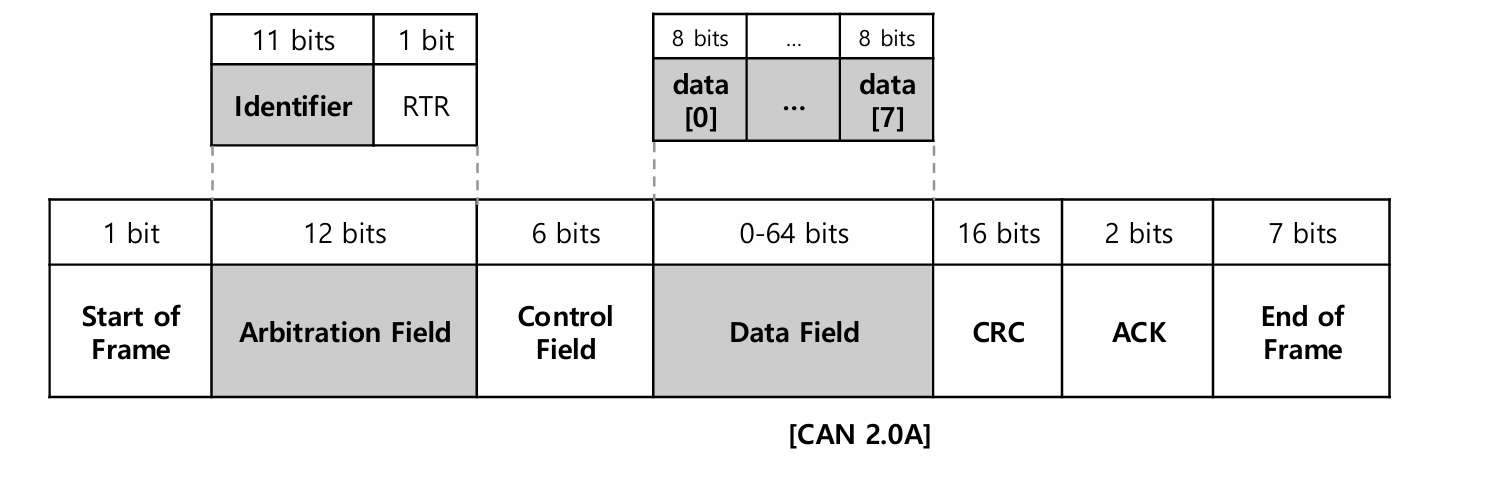 11 bits 1 bit
Identifier RTR
8 bits ... 8 bits
data [0] ... data [7]
1 bit 12 bits 6 bits 0-64 bits 16 bits 2 bits 7 bits
Start of Frame Arbitration Field Control Field Data Field CRC ACK End of Frame
[CAN 2.0A]